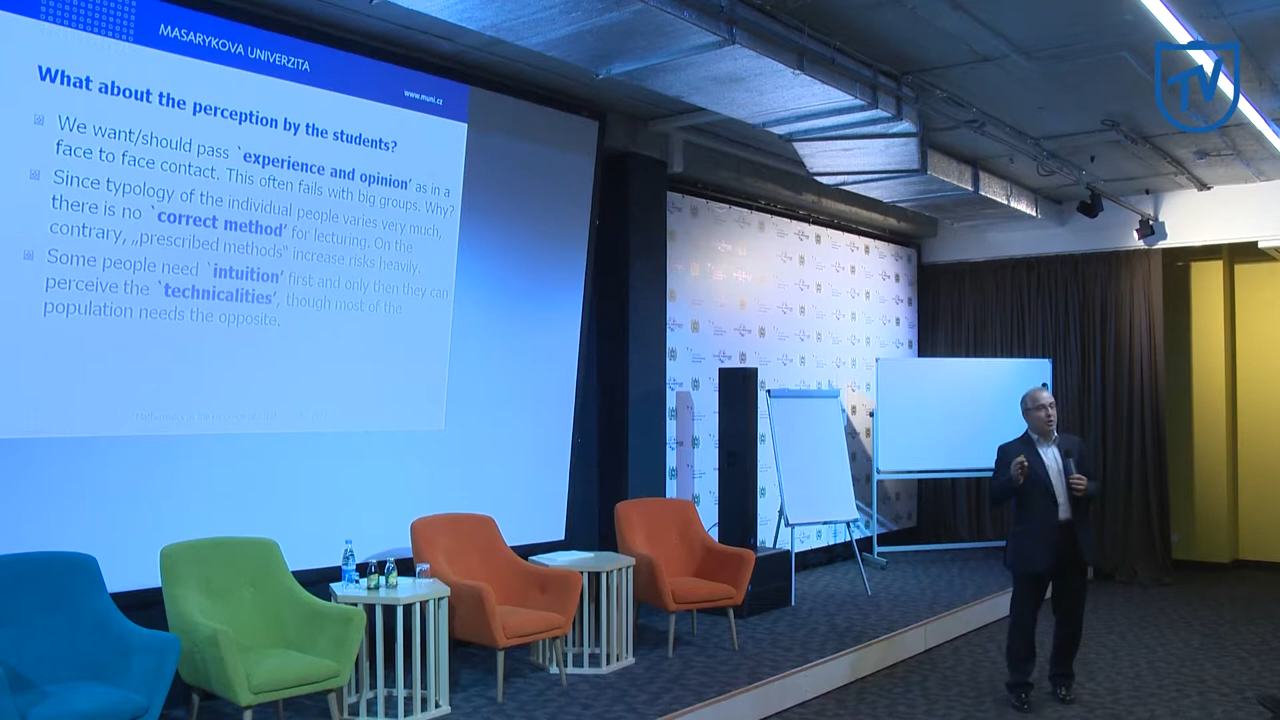 MASARYKOVA UNIVERZITA
www.muni.cz
What about the perception by the students?
We want/should pass `experience and opinion' as in a
face to face contact. This often fails with big groups. Why?
Since typology of the individual people varies very much,
there is no `correct method' for lecturing. On the
contrary, „prescribed methods“ increase risks heavily.
Some people need `intuition' first and only then they can
perceive the `technicalities', though most of the
population needs the opposite.
TV